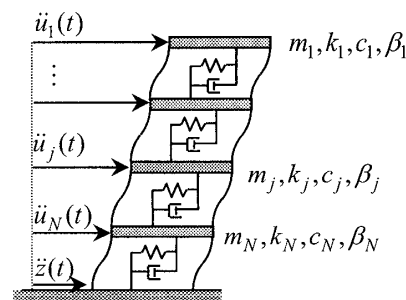 ü₁(t)
m₁, k₁, c₁, β₁
⋮
üⱼ(t)
mⱼ, kⱼ, cⱼ, βⱼ
ü_N(t)
m_N, k_N, c_N, β_N
z̈(t)